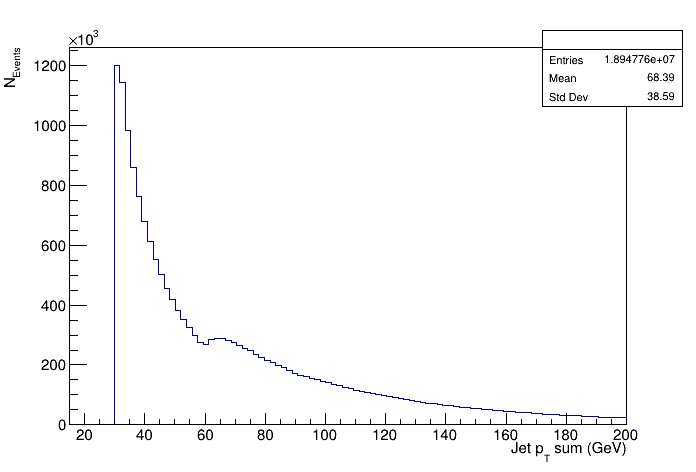 ×10³
N_Events
1200
1000
800
600
400
200
0
Entries 1.894776e+07
Mean 68.39
Std Dev 38.59
20 40 60 80 100 120 140 160 180 200
Jet p_T sum (GeV)